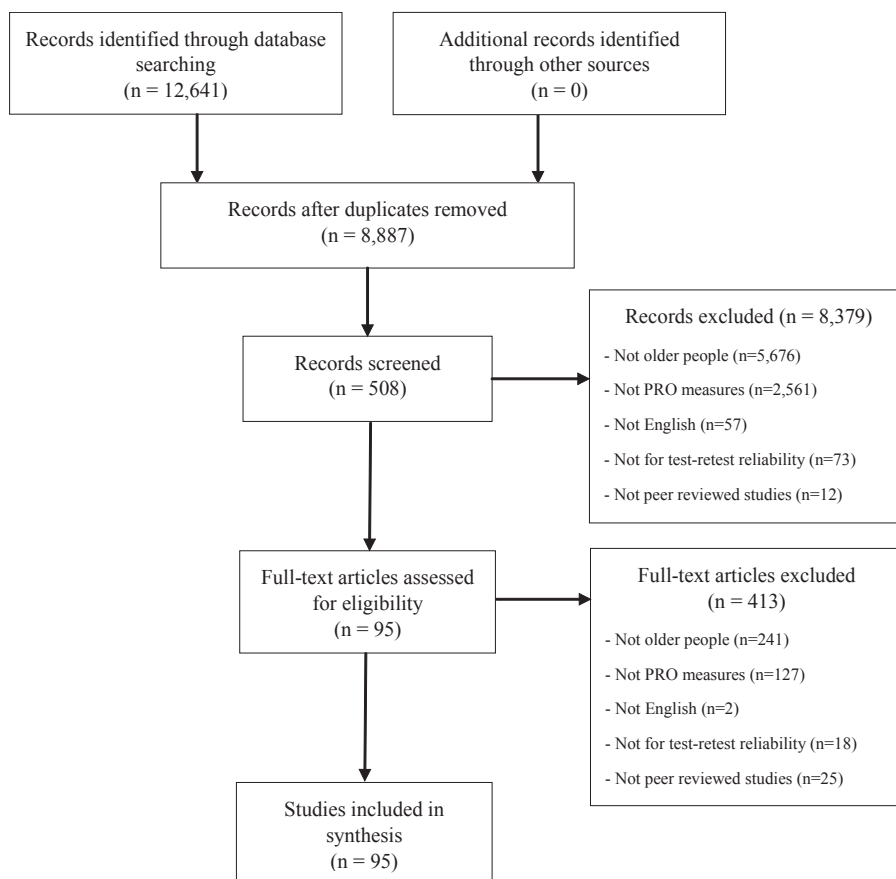 Records identified through database
searching
(n = 12,641)
Additional records identified
through other sources
(n = 0)
Records after duplicates removed
(n = 8,887)
Records screened
(n = 508)
Records excluded (n = 8,379)
- Not older people (n=5,676)
- Not PRO measures (n=2,561)
- Not English (n=57)
- Not for test-retest reliability (n=73)
- Not peer reviewed studies (n=12)
Full-text articles assessed
for eligibility
(n = 95)
Full-text articles excluded
(n = 413)
- Not older people (n=241)
- Not PRO measures (n=127)
- Not English (n=2)
- Not for test-retest reliability (n=18)
- Not peer reviewed studies (n=25)
Studies included in
synthesis
(n = 95)